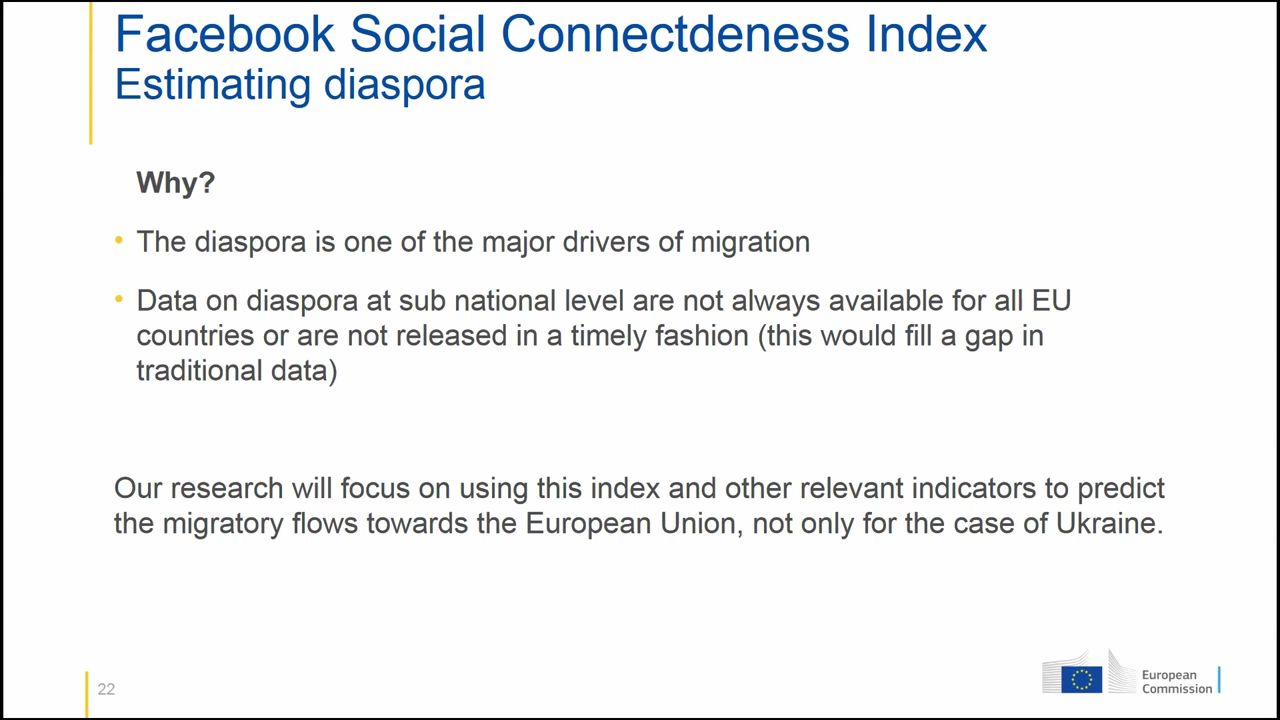 Facebook Social Connectdeness Index
Estimating diaspora
Why?
• The diaspora is one of the major drivers of migration
• Data on diaspora at sub national level are not always available for all EU
countries or are not released in a timely fashion (this would fill a gap in
traditional data)
Our research will focus on using this index and other relevant indicators to predict
the migratory flows towards the European Union, not only for the case of Ukraine.
22
European
Commission